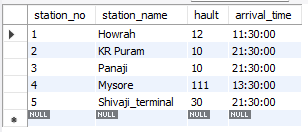 station_no station_name hault arrival_time
1 Howrah 12 11:30:00
2 KR Puram 10 21:30:00
3 Panaji 10 21:30:00
4 Mysore 111 13:30:00
5 Shivaji_terminal 30 21:30:00
NULL NULL NULL NULL